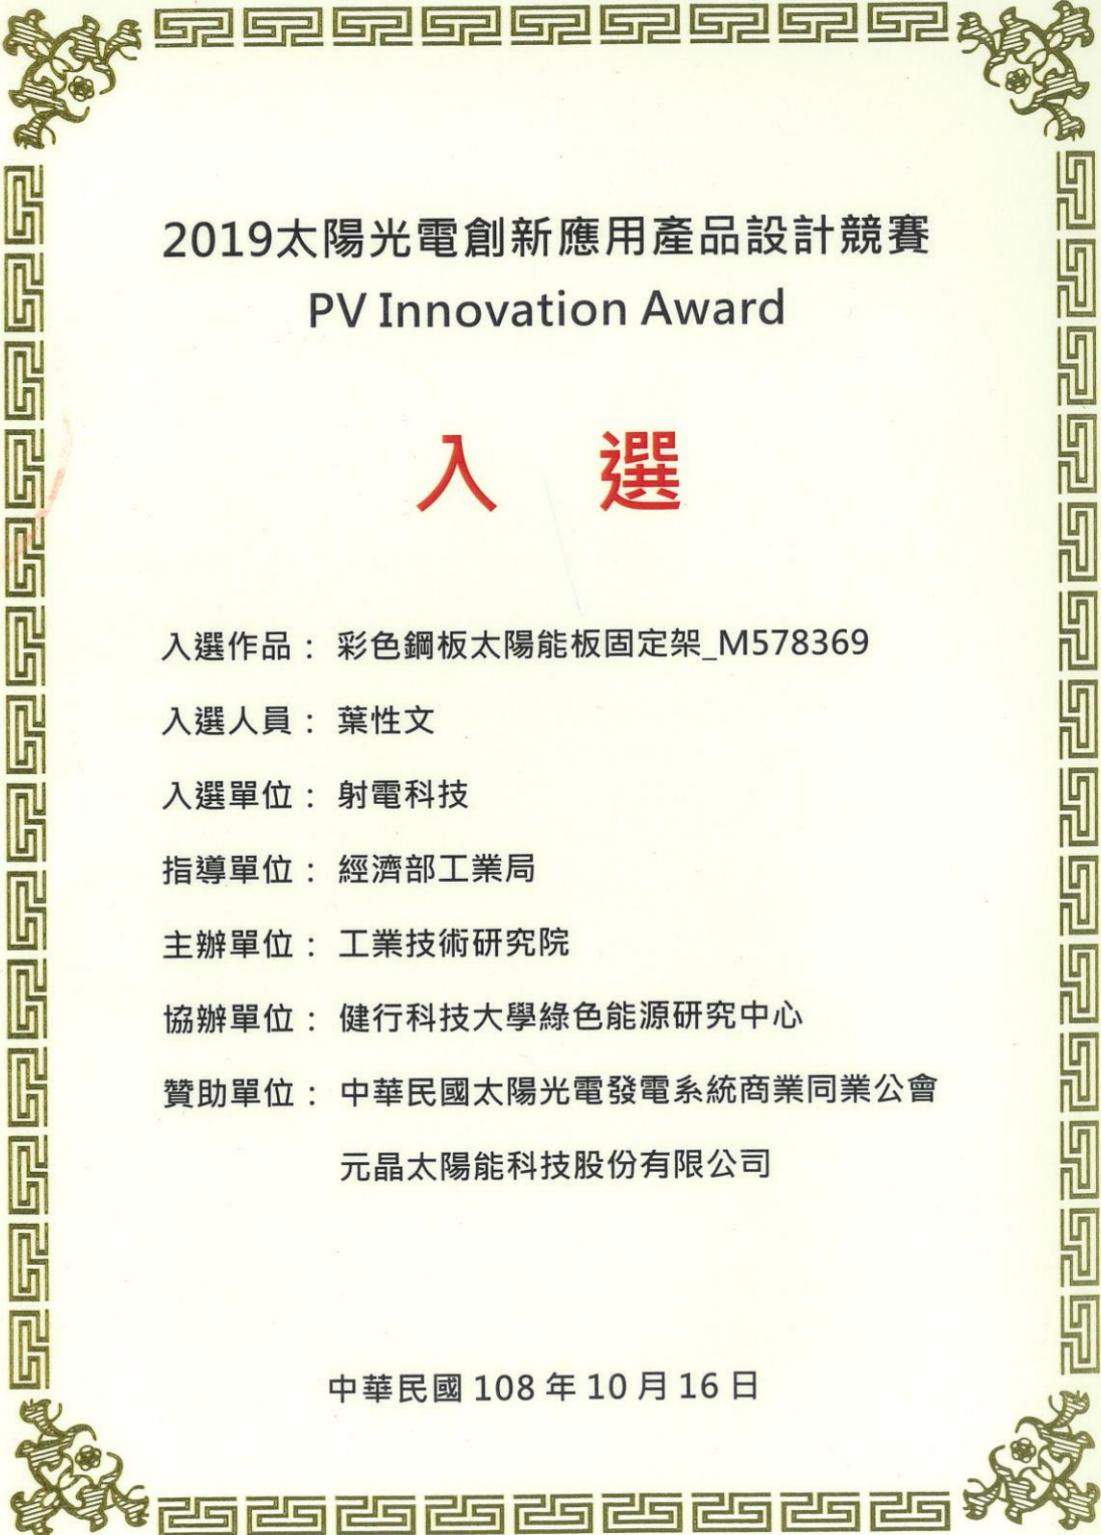 2019太陽光電創新應用產品設計競賽
PV Innovation Award
入 選
入選作品： 彩色鋼板太陽能板固定架_M578369
入選人員： 葉性文
入選單位： 射電科技
指導單位： 經濟部工業局
主辦單位： 工業技術研究院
協辦單位： 健行科技大學綠色能源研究中心
贊助單位： 中華民國太陽光電發電系統商業同業公會
元晶太陽能科技股份有限公司
中華民國 108 年 10 月 16 日